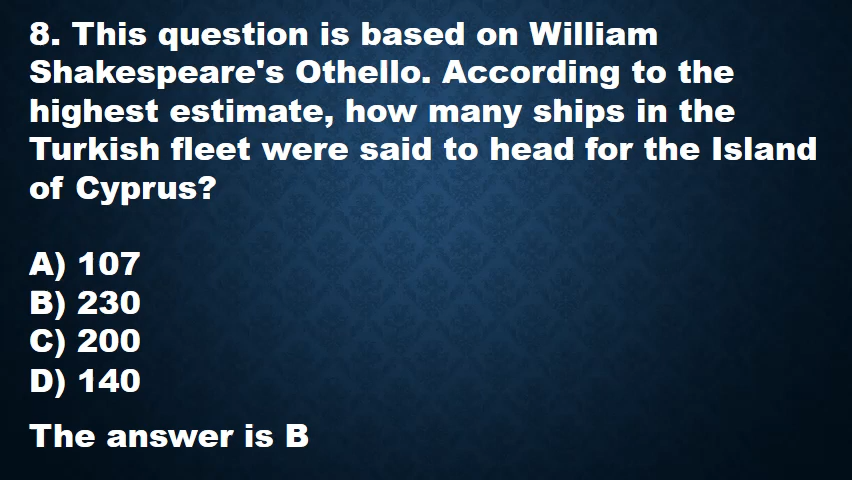 8. This question is based on William
Shakespeare's Othello. According to the
highest estimate, how many ships in the
Turkish fleet were said to head for the Island
of Cyprus?
A) 107
B) 230
C) 200
D) 140
The answer is B